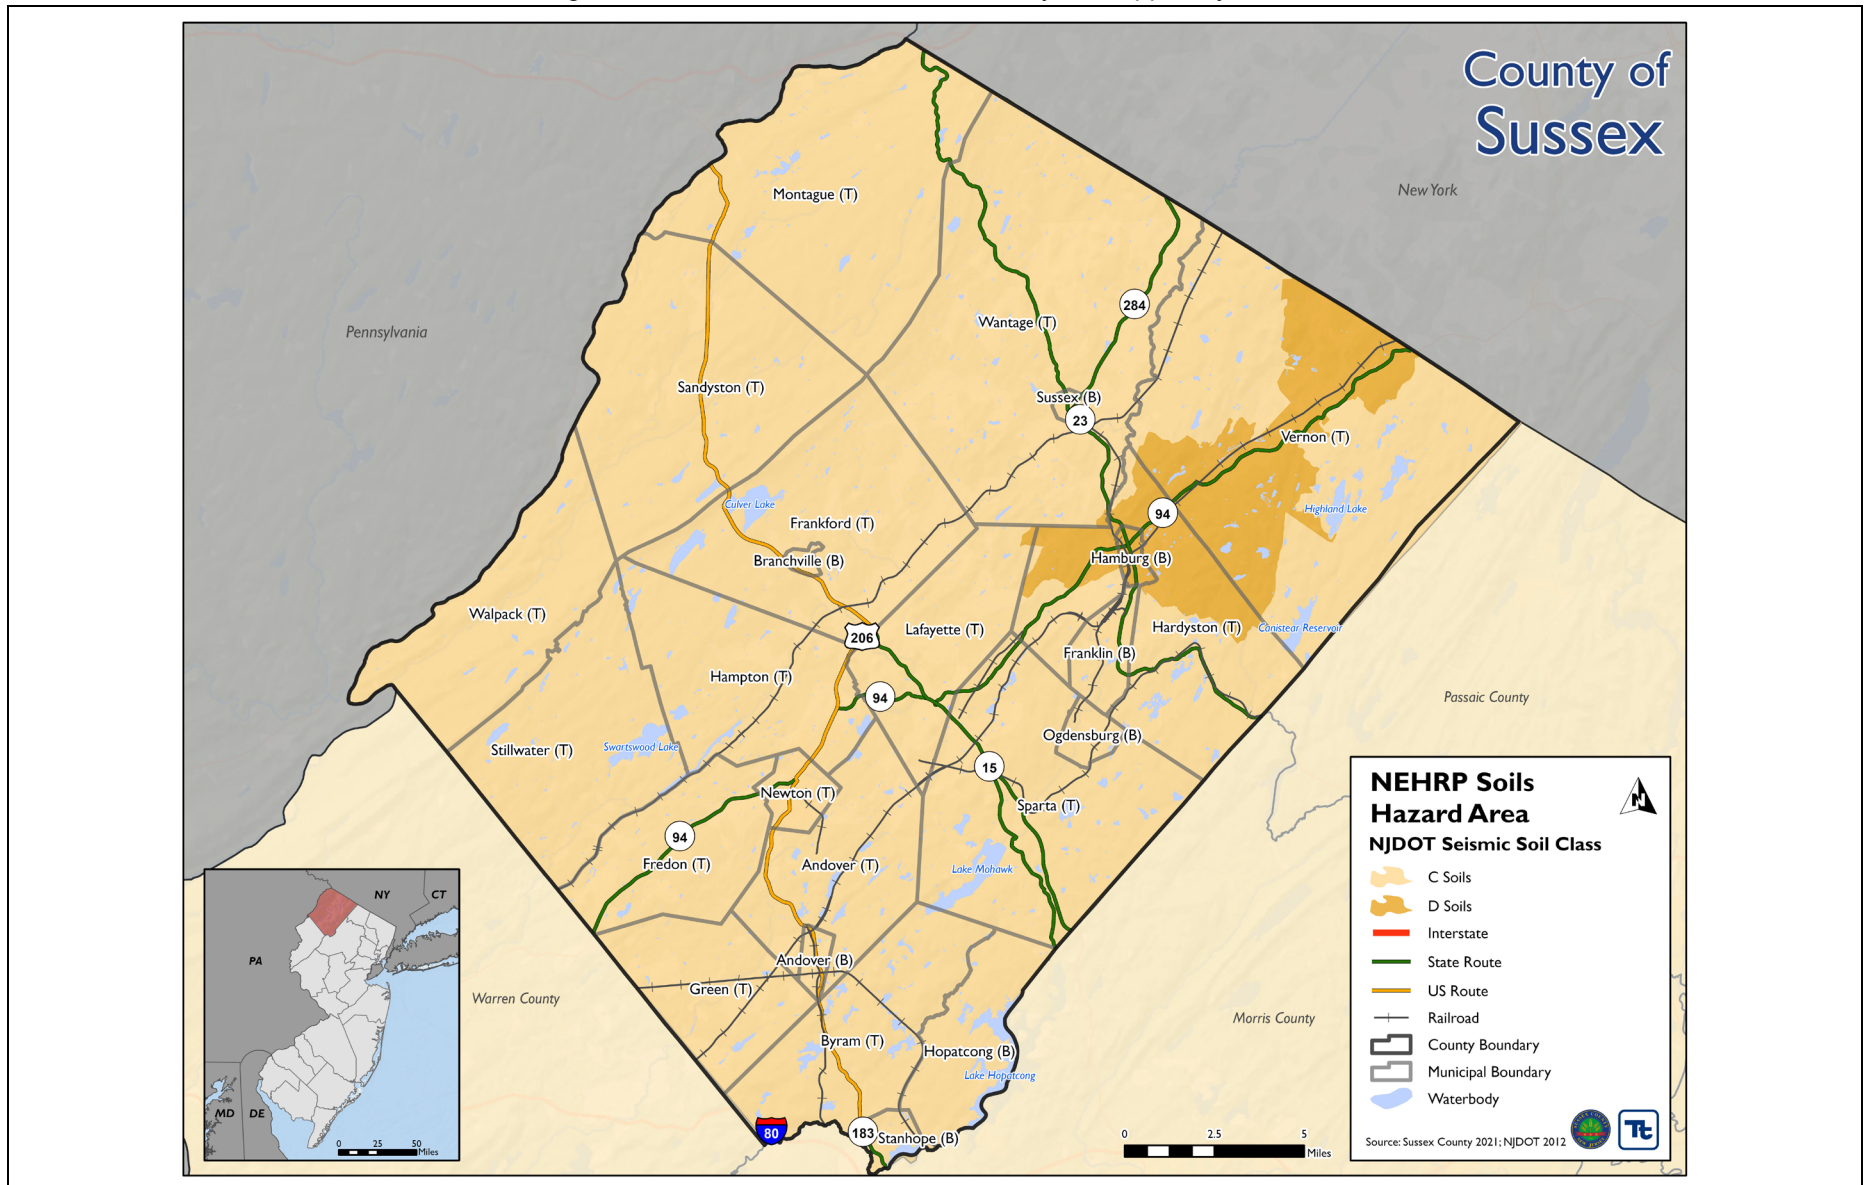 County of
Sussex
New York
Montague (T)
284
Wantage (T)
Pennsylvania
Sandyston (T)
Sussex (B)
23
Vernon (T)
Culver Lake
Highland Lake
94
Frankford (T)
Branchville (B)
Hamburg (B)
Walpack (T)
Lafayette (T)
Hardyston (T)
Canistear Reservoir
206
Franklin (B)
Hampton (T)
94
Passaic County
Ogdensburg (B)
Stillwater (T)
Swartswood Lake
15
Newton (T)
Sparta (T)
94
Fredon (T)
Andover (T)
Lake Mohawk
Andover (B)
Green (T)
Warren County
Morris County
Byram (T)
Hopatcong (B)
Lake Hopatcong
80
183
Stanhope (B)
0 2.5 5
Miles
NY
CT
PA
MD
DE
0 25 50
Miles
NEHRP Soils
Hazard Area
N
NJDOT Seismic Soil Class
C Soils
D Soils
Interstate
State Route
US Route
Railroad
County Boundary
Municipal Boundary
Waterbody
Source: Sussex County 2021; NJDOT 2012
Tt